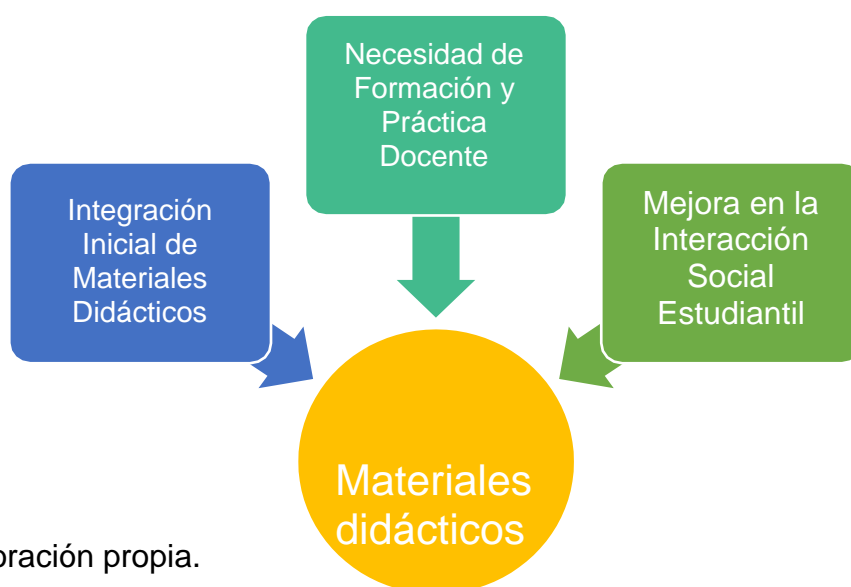 Necesidad de
Formación y
Práctica
Docente
Integración
Inicial de
Materiales
Didácticos
Mejora en la
Interacción
Social
Estudiantil
Materiales
didácticos
oración propia.